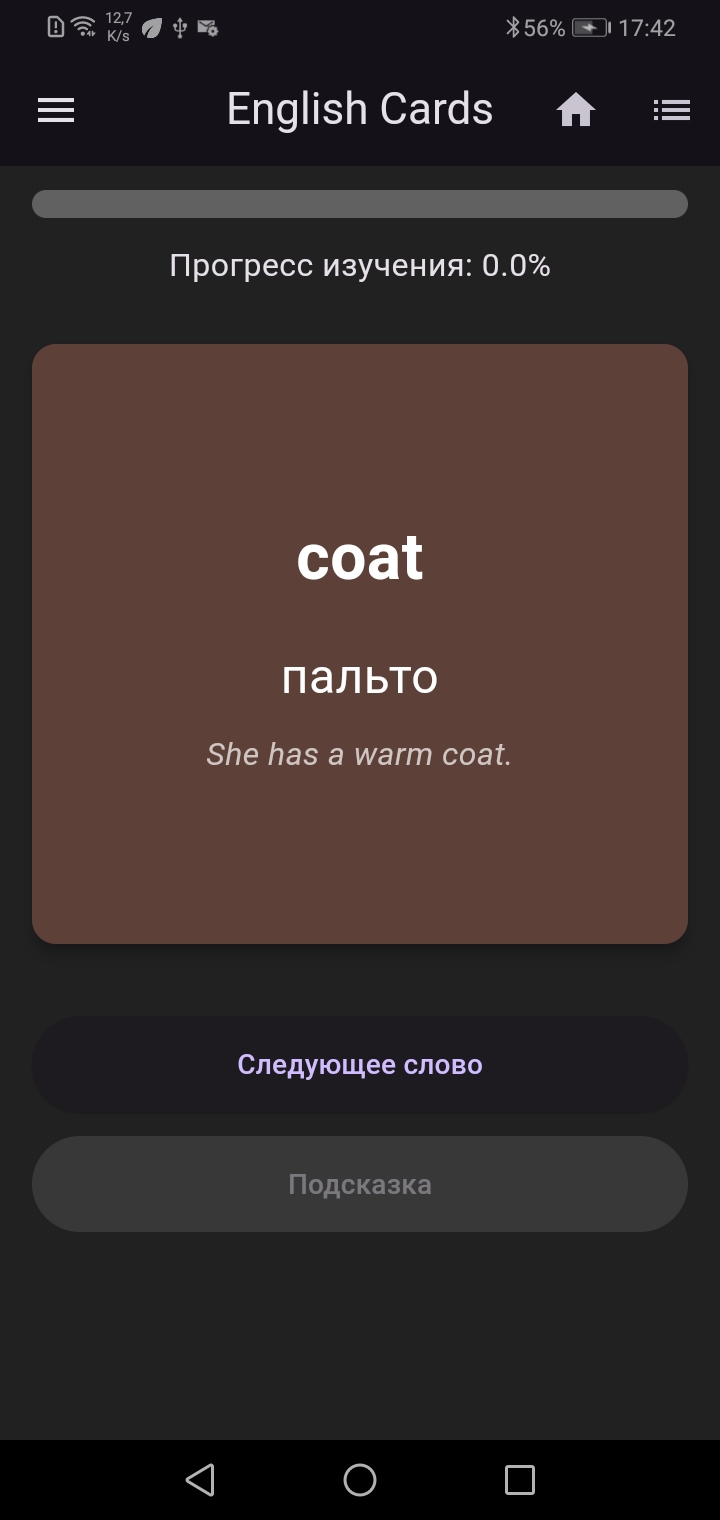 12,7
K/s
56% 17:42
English Cards
Прогресс изучения: 0.0%
coat
пальто
She has a warm coat.
Следующее слово
Подсказка